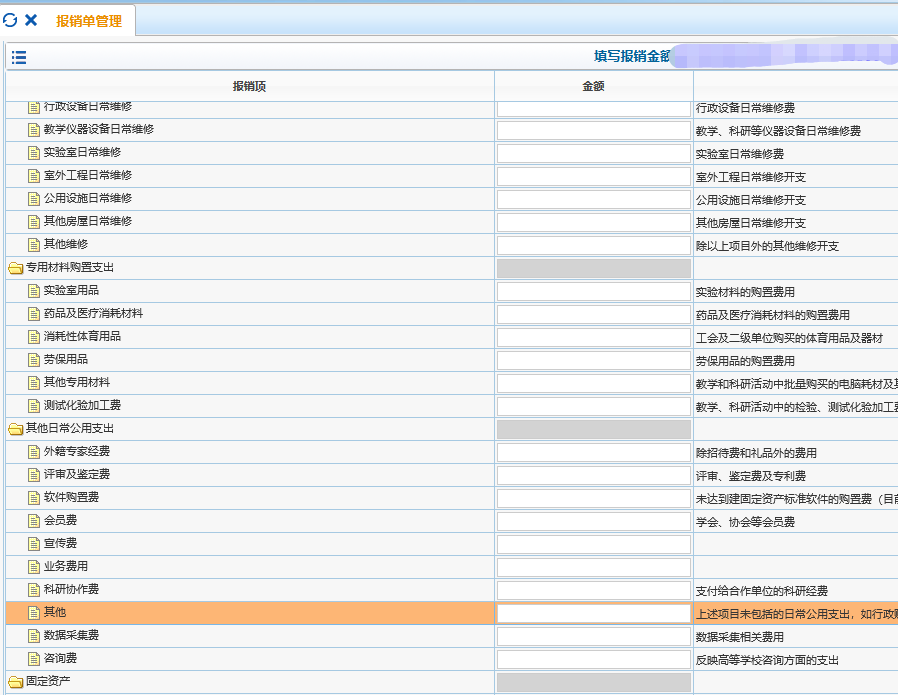 报销单管理
填写报销金额
报销项 金额
行政设备日常维修 行政设备日常维修费
教学仪器设备日常维修 教学、科研等仪器设备日常维修费
实验室日常维修 实验室日常维修费
室外工程日常维修 室外工程日常维修开支
公用设施日常维修 公用设施日常维修开支
其他房屋日常维修 其他房屋日常维修开支
其他维修 除以上项目外的其他维修开支
专用材料购置支出
实验室用品 实验材料的购置费用
药品及医疗消耗材料 药品及医疗消耗材料的购置费用
消耗性体育用品 工会及二级单位购买的体育用品及器材
劳保用品 劳保用品的购置费用
其他专用材料 教学和科研活动中批量购买的电脑耗材及其
测试化验加工费 教学、科研活动中的检验、测试化验加工费
其他日常公用支出
外籍专家经费 除招待费和礼品外的费用
评审及鉴定费 评审、鉴定费及专利费
软件购置费 未达到建固定资产标准软件的购置费（目前
会员费 学会、协会等会员费
宣传费
业务费用
科研协作费 支付给合作单位的科研经费
其他 上述项目未包括的日常公用支出，如行政
数据采集费 数据采集相关费用
咨询费 反映高等学校咨询方面的支出
固定资产